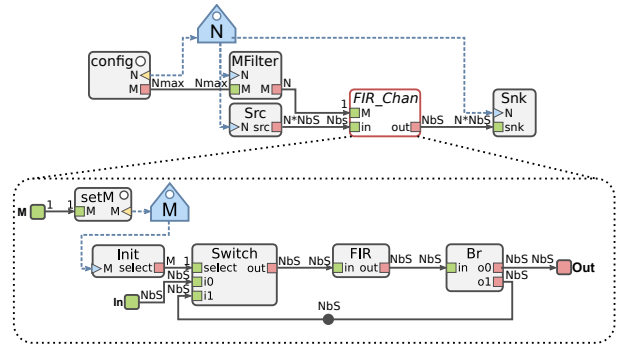 N
config
N
M
Nmax
Nmax
MFilter
N
M
N
Src
N src
N*NbS
Nbs
FIR_Chan
1
M
in
out
NbS
N*NbS
Snk
N
snk
M
1
1
setM
M
M
M
Init
M
select
M
1
NbS
NbS
In
NbS
Switch
select
out
i0
i1
NbS
NbS
FIR
in out
NbS
NbS
Br
in
o0
o1
NbS
NbS
Out
NbS